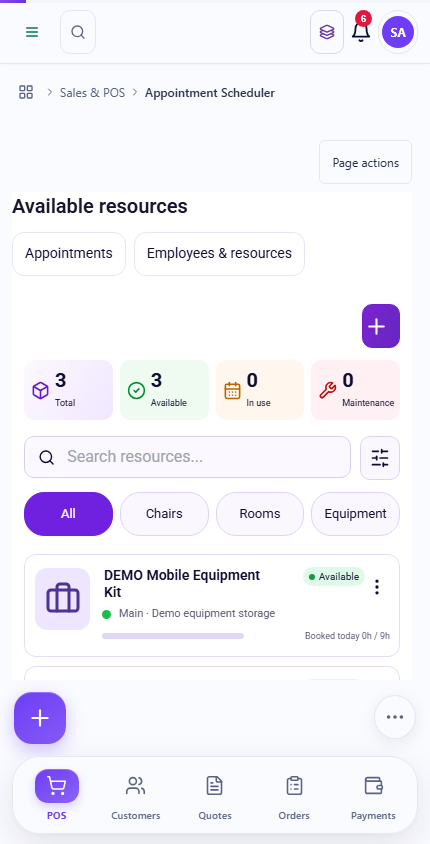 6
SA
Sales & POS
Appointment Scheduler
Page actions
Available resources
Appointments
Employees & resources
3
Total
3
Available
0
In use
0
Maintenance
Search resources...
All
Chairs
Rooms
Equipment
DEMO Mobile Equipment
Kit
Available
Main · Demo equipment storage
Booked today 0h / 9h
POS
Customers
Quotes
Orders
Payments